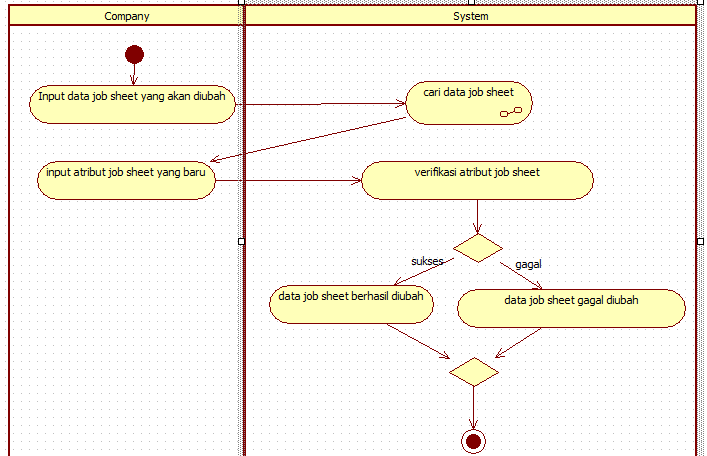 Company
System
Input data job sheet yang akan diubah
cari data job sheet
input atribut job sheet yang baru
verifikasi atribut job sheet
sukses
gagal
data job sheet berhasil diubah
data job sheet gagal diubah